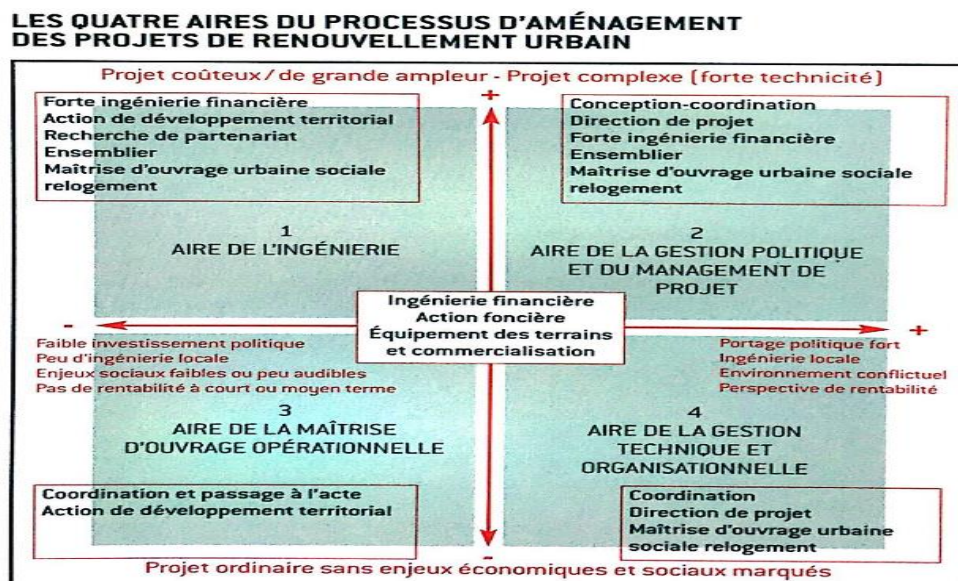 LES QUATRE AIRES DU PROCESSUS D'AMÉNAGEMENT
DES PROJETS DE RENOUVELLEMENT URBAIN
Projet coûteux / de grande ampleur - Projet complexe (forte technicité)
+
Forte ingénierie financière
Action de développement territorial
Recherche de partenariat
Ensemblier
Maîtrise d'ouvrage urbaine sociale
relogement
Conception-coordination
Direction de projet
Forte ingénierie financière
Ensemblier
Maîtrise d'ouvrage urbaine sociale
relogement
1
AIRE DE L'INGÉNIERIE
2
AIRE DE LA GESTION POLITIQUE
ET DU MANAGEMENT DE
PROJET
Ingénierie financière
Action foncière
Équipement des terrains
et commercialisation
-
+
Faible investissement politique
Peu d'ingénierie locale
Enjeux sociaux faibles ou peu audibles
Pas de rentabilité à court ou moyen terme
Portage politique fort
Ingénierie locale
Environnement conflictuel
Perspective de rentabilité
3
AIRE DE LA MAÎTRISE
D'OUVRAGE OPÉRATIONNELLE
4
AIRE DE LA GESTION
TECHNIQUE ET
ORGANISATIONNELLE
Coordination et passage à l'acte
Action de développement territorial
Coordination
Direction de projet
Maîtrise d'ouvrage urbaine
sociale relogement
-
Projet ordinaire sans enjeux économiques et sociaux marqués